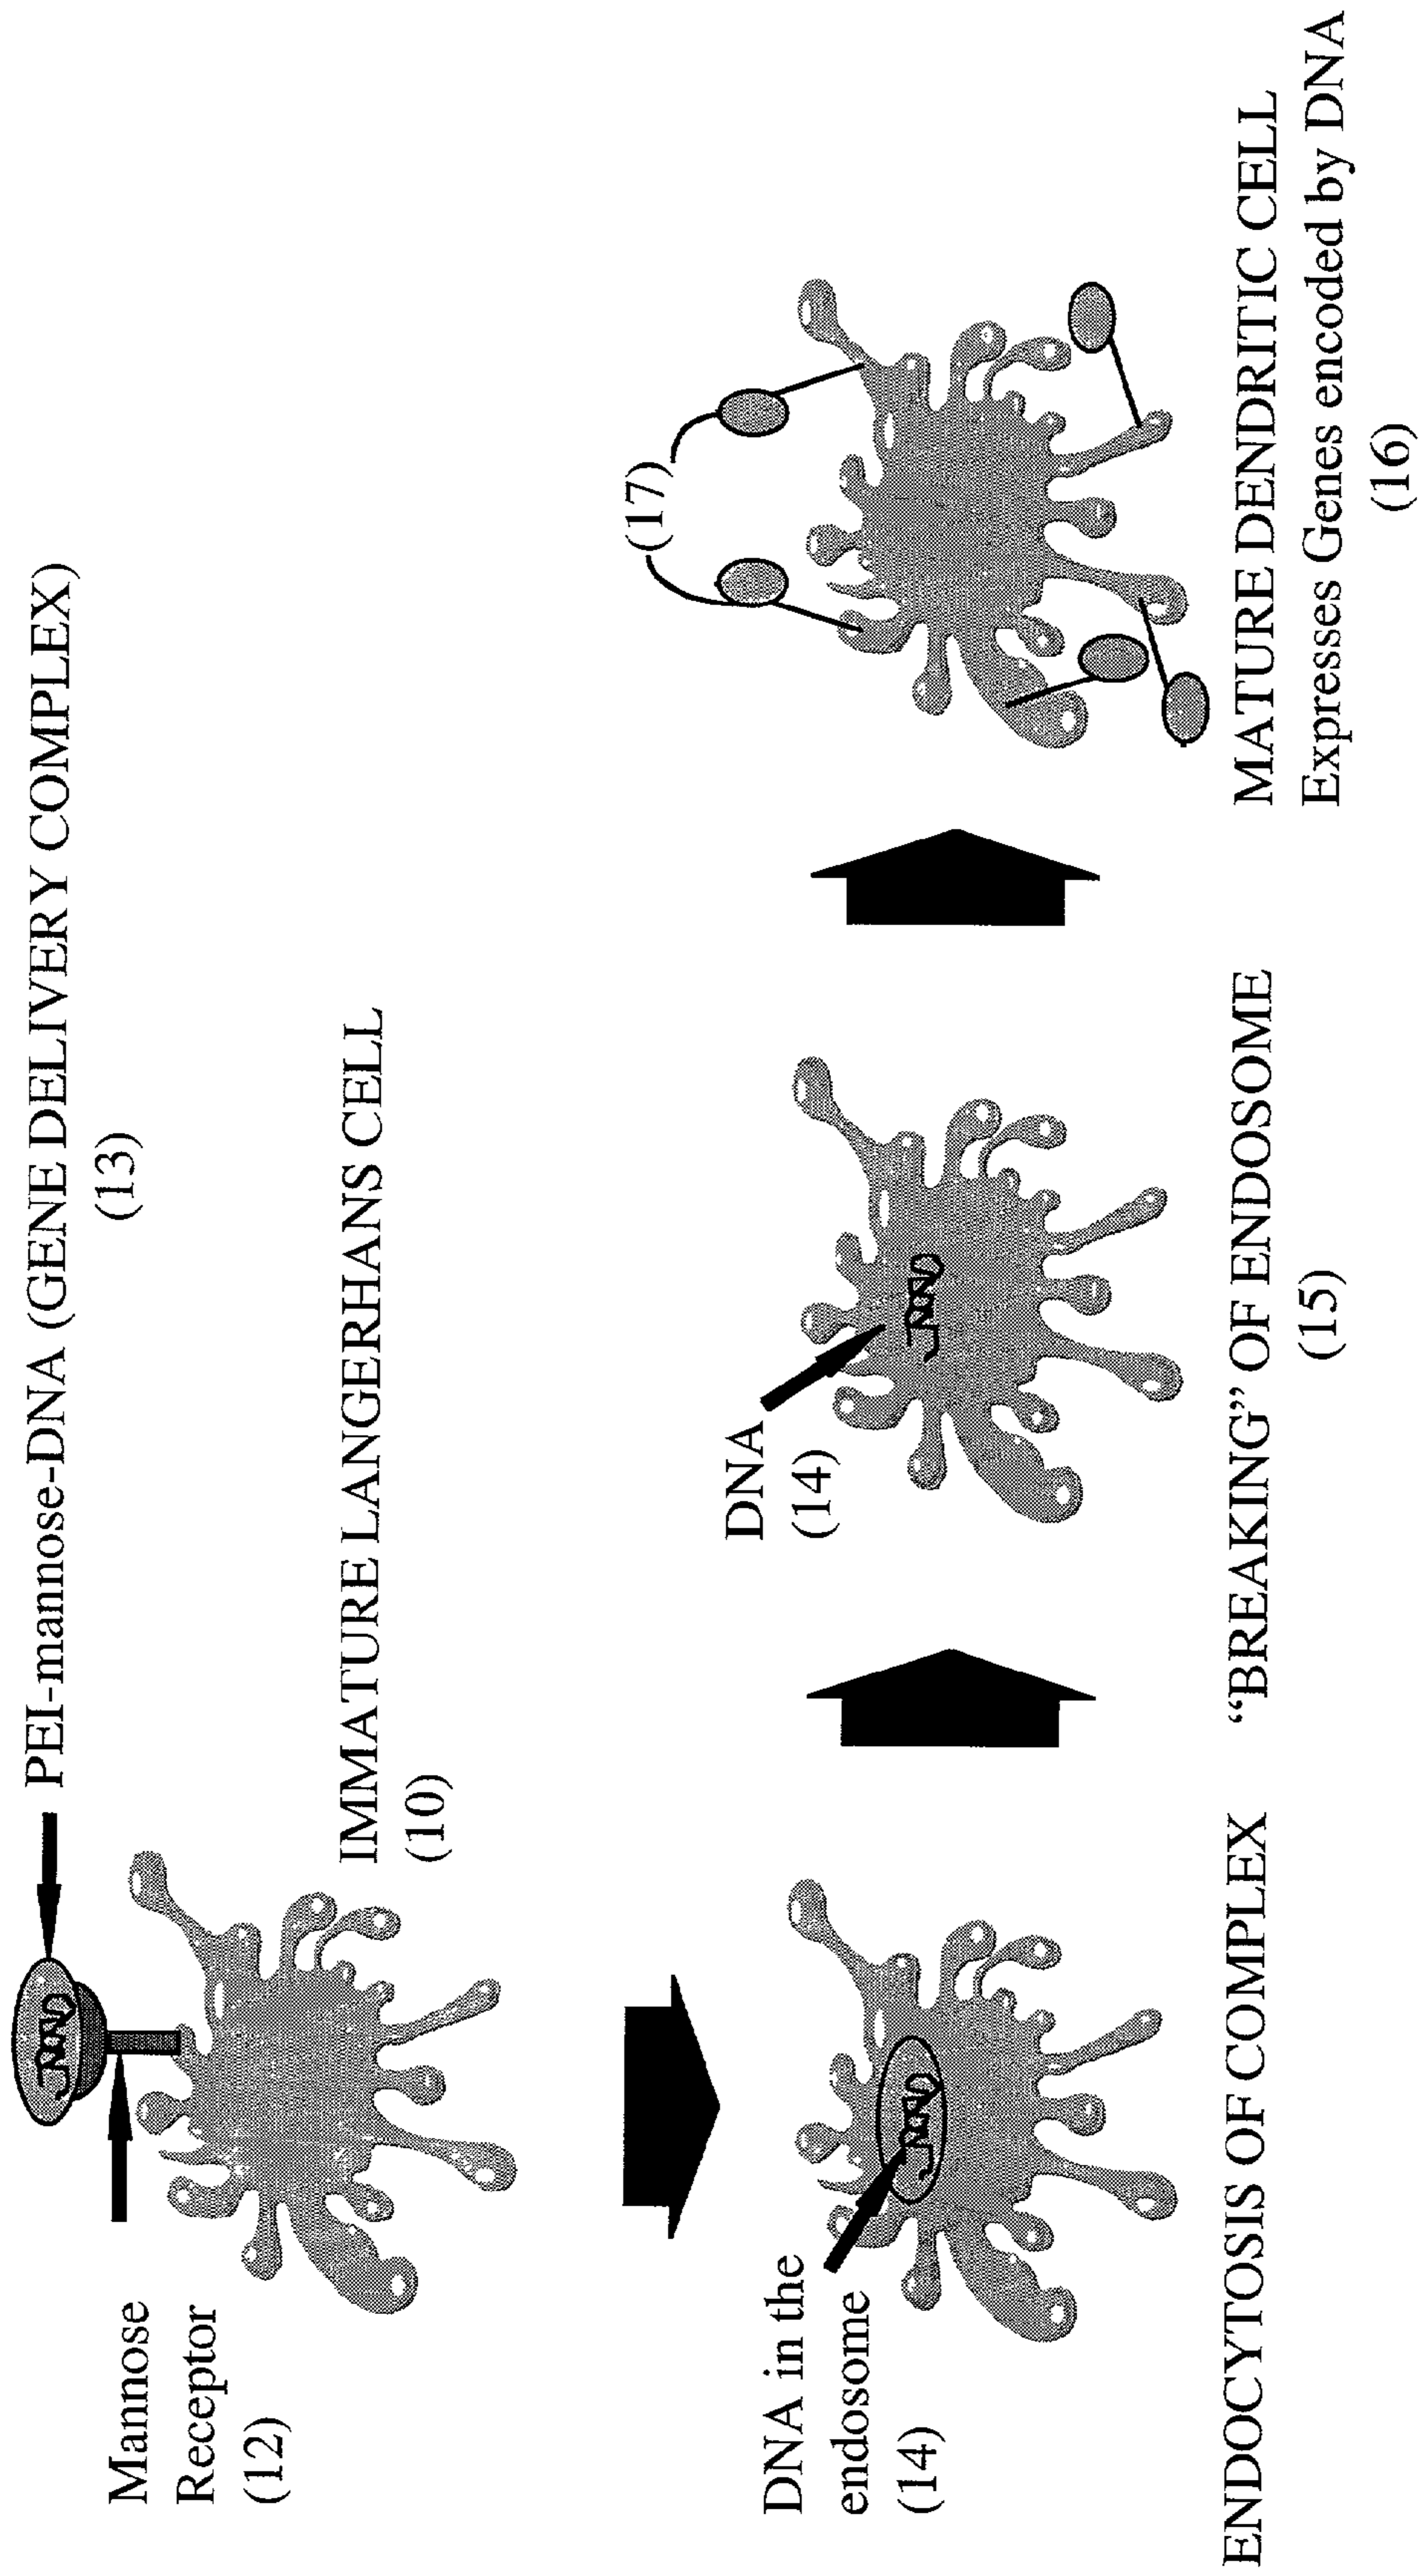 PEI-mannose-DNA (GENE DELIVERY COMPLEX)
(13)
Mannose
Receptor
(12)
IMMATURE LANGERHANS CELL
(10)
(17)
DNA in the
endosome
(14)
DNA
(14)
ENDOCYTOSIS OF COMPLEX
“BREAKING” OF ENDOSOME
(15)
MATURE DENDRITIC CELL
Expresses Genes encoded by DNA
(16)